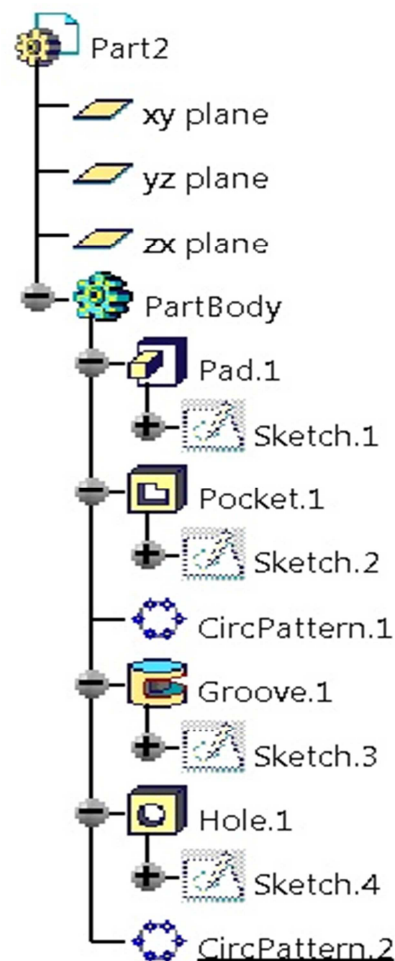 Part2
xy plane
yz plane
zx plane
PartBody
Pad.1
Sketch.1
Pocket.1
Sketch.2
CircPattern.1
Groove.1
Sketch.3
Hole.1
Sketch.4
CircPattern.2